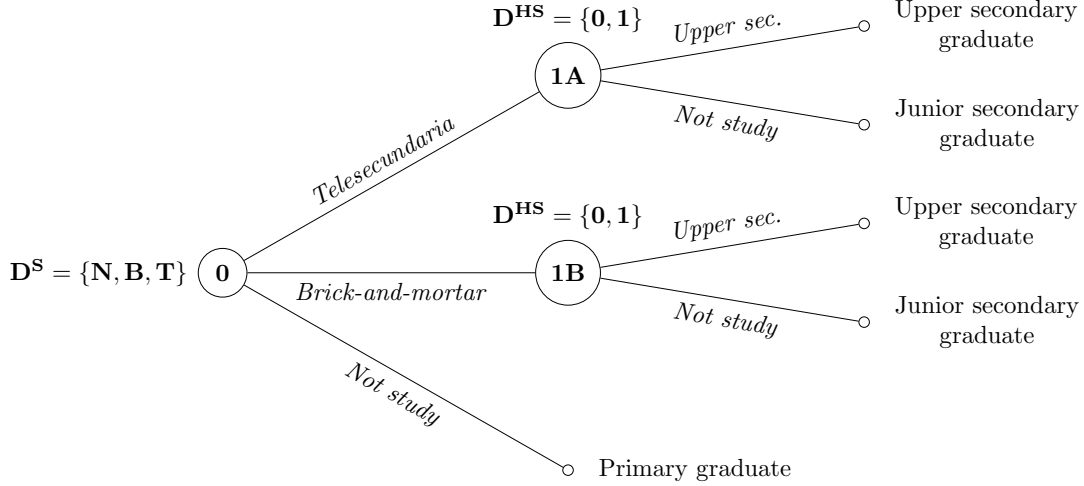 D^HS = {0, 1}
Upper sec.
Upper secondary
graduate
1A
Not study
Junior secondary
graduate
Telesecundaria
D^HS = {0, 1}
Upper sec.
Upper secondary
graduate
D^S = {N, B, T}
0
Brick-and-mortar
1B
Not study
Junior secondary
graduate
Not study
Primary graduate